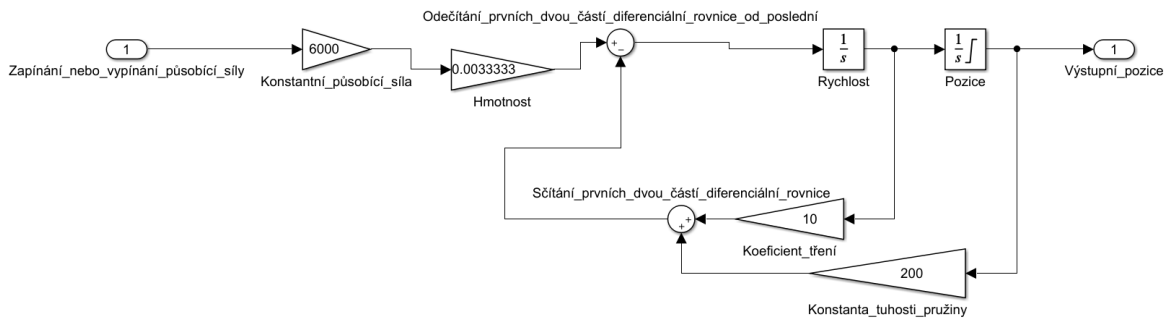 Odečítání_prvních_dvou_částí_diferenciální_rovnice_od_poslední
1
Zapínání_nebo_vypínání_působící_síly
6000
Konstantní_působící_síla
0.0033333
Hmotnost
+
−
1
s
Rychlost
1
s
Pozice
1
Výstupní_pozice
Sčítání_prvních_dvou_částí_diferenciální_rovnice
+
+
10
Koeficient_tření
200
Konstanta_tuhosti_pružiny